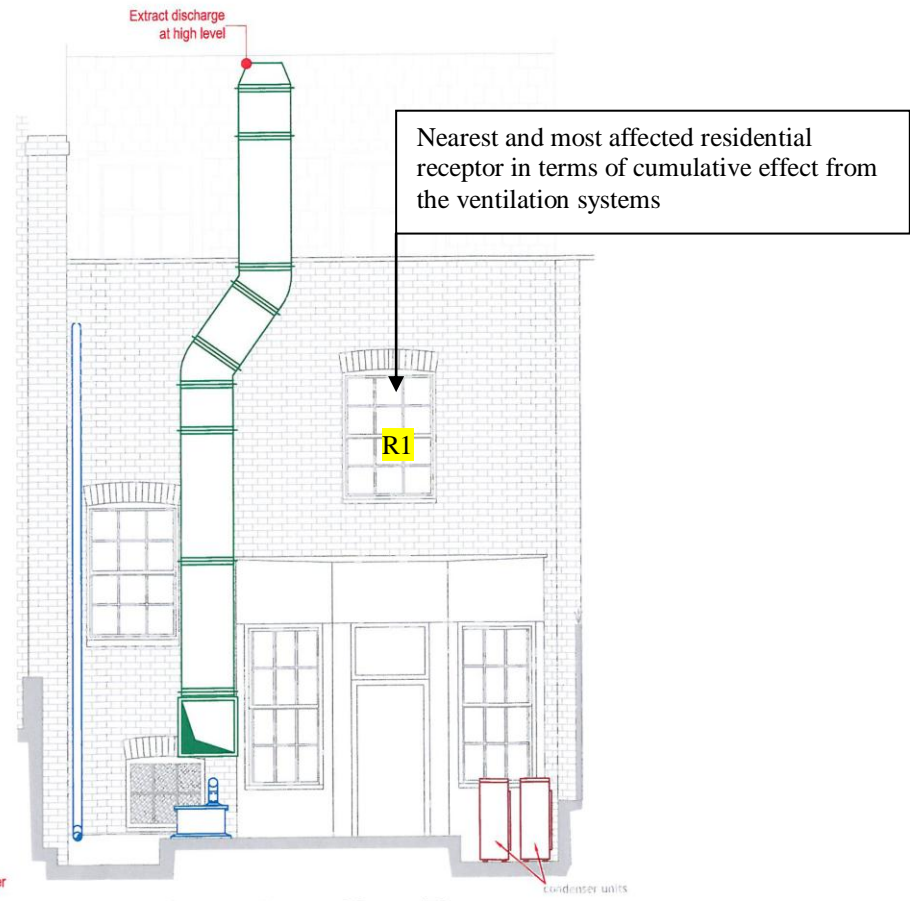 Extract discharge
at high level
Nearest and most affected residential
receptor in terms of cumulative effect from
the ventilation systems
R1
condenser units